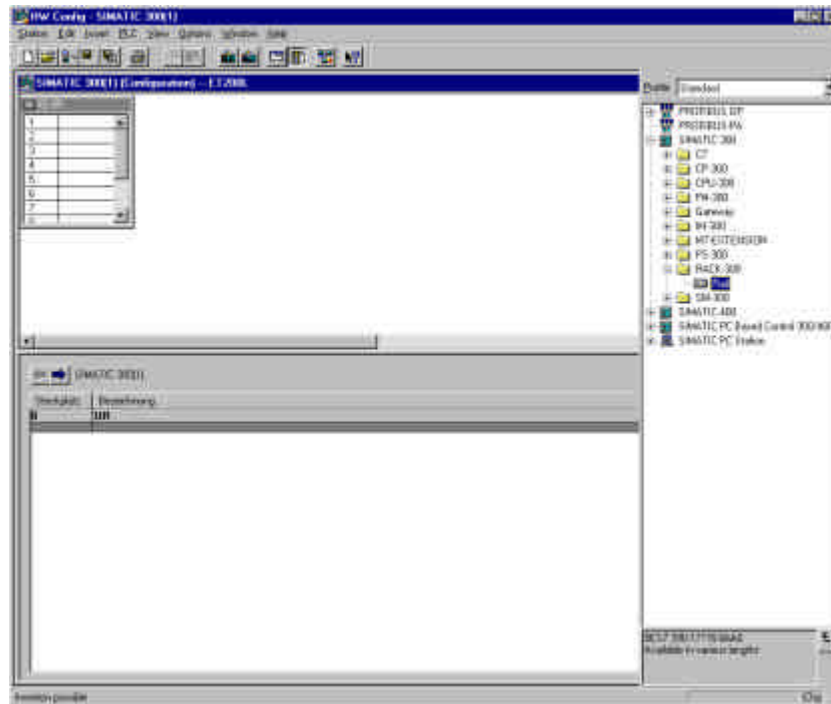 HW Config - SIMATIC 300(1)
Station Edit Insert PLC View Options Window Help
SIMATIC 300(1) (Configuration) -- ET200L
1
2
3
4
5
6
7
8
Standard
PROFIBUS DP
PROFIBUS-PA
SIMATIC 300
C7
CP-300
CPU-300
FM-300
Gateway
IM-300
M7-EXTENSION
PS-300
RACK-300
Rail
SM-300
SIMATIC 400
SIMATIC PC Based Control 300/400
SIMATIC PC Station
SIMATIC 300(1)
Steckplatz Bezeichnung
0 UR
Available in various lengths
Insertion possible
Chg